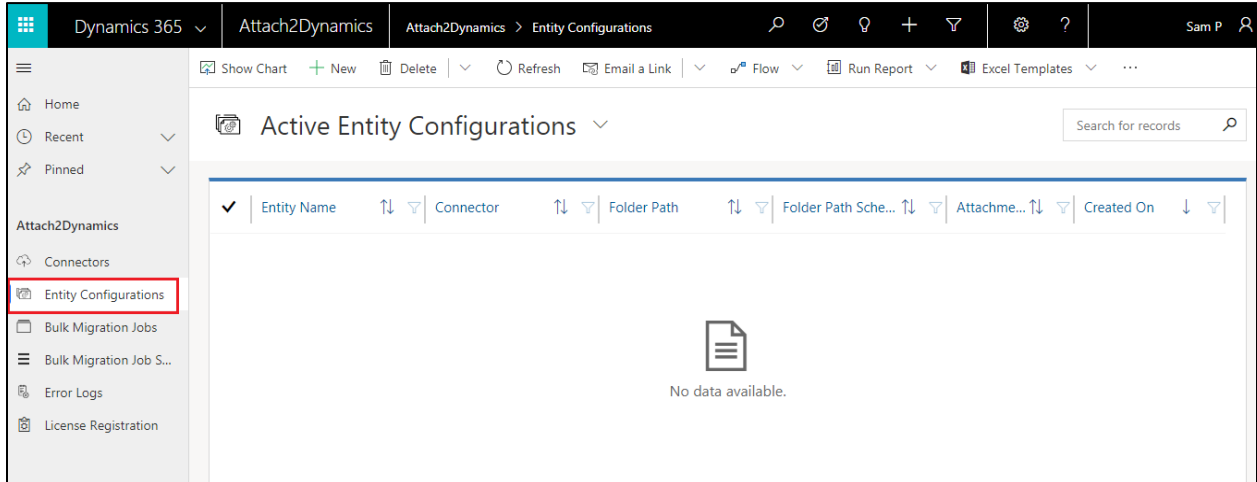 Dynamics 365 Attach2Dynamics Attach2Dynamics > Entity Configurations Sam P
Show Chart New Delete Refresh Email a Link Flow Run Report Excel Templates ...
Home
Recent
Pinned
Attach2Dynamics
Connectors
Entity Configurations
Bulk Migration Jobs
Bulk Migration Job S...
Error Logs
License Registration
Active Entity Configurations
Search for records
Entity Name Connector Folder Path Folder Path Sche... Attachme... Created On
No data available.